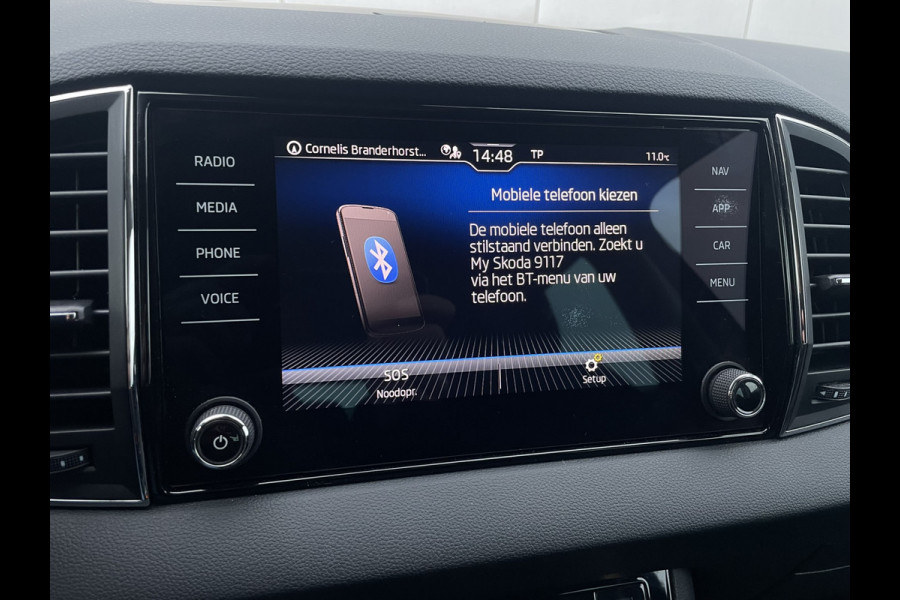 Cornelis Branderhorst... 14:48 TP 11.0°C
RADIO
MEDIA
PHONE
VOICE
Mobiele telefoon kiezen
De mobiele telefoon alleen
stilstaand verbinden. Zoekt u
My Skoda 9117
via het BT-menu van uw
telefoon.
SOS
Noodopr.
Setup
NAV
APP
CAR
MENU